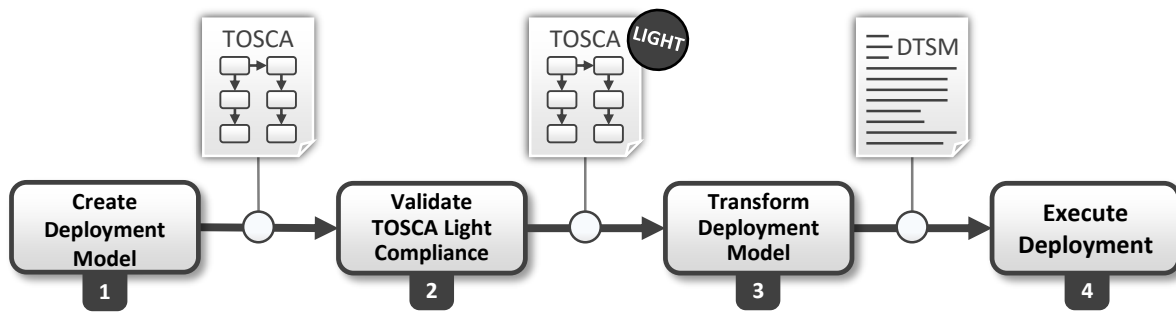 TOSCA
TOSCA
LIGHT
DTSM
Create
Deployment
Model
1
Validate
TOSCA Light
Compliance
2
Transform
Deployment
Model
3
Execute
Deployment
4